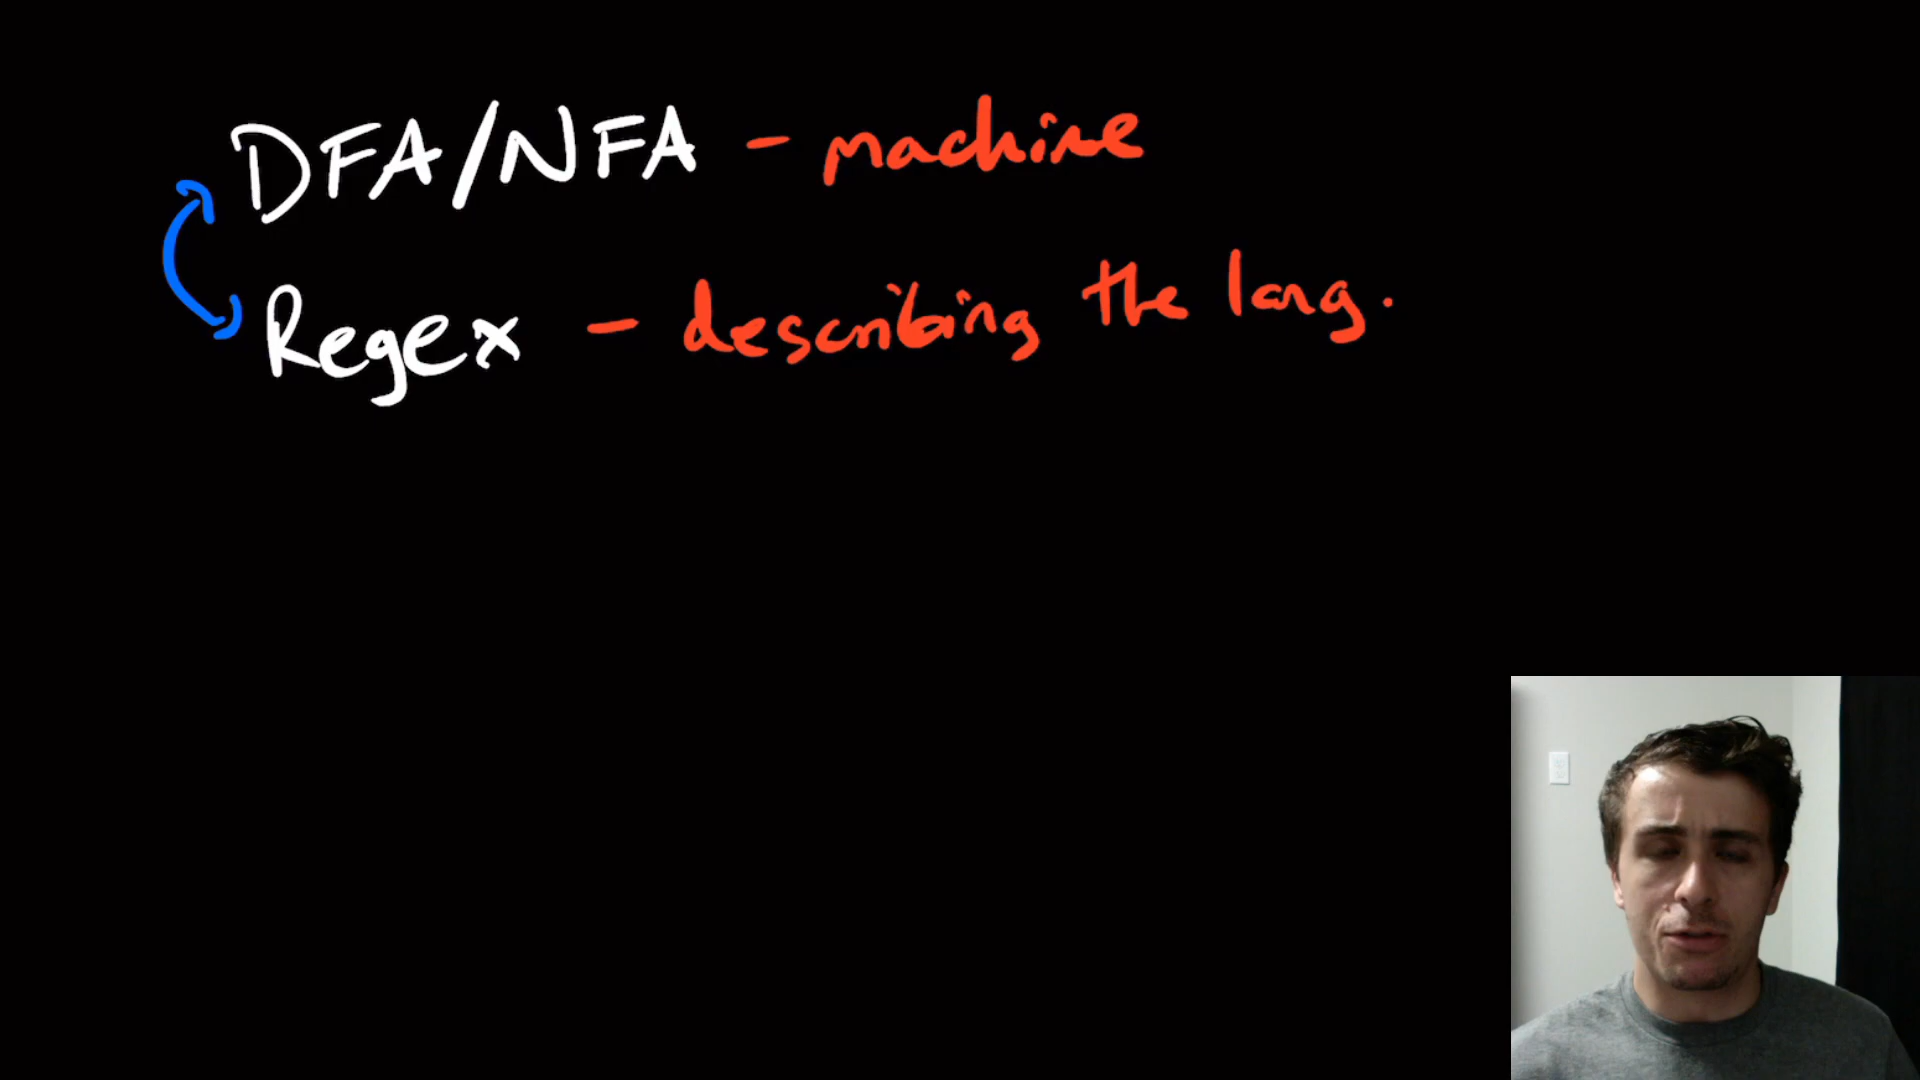 DFA/NFA - machine
Regex - describing the lang.